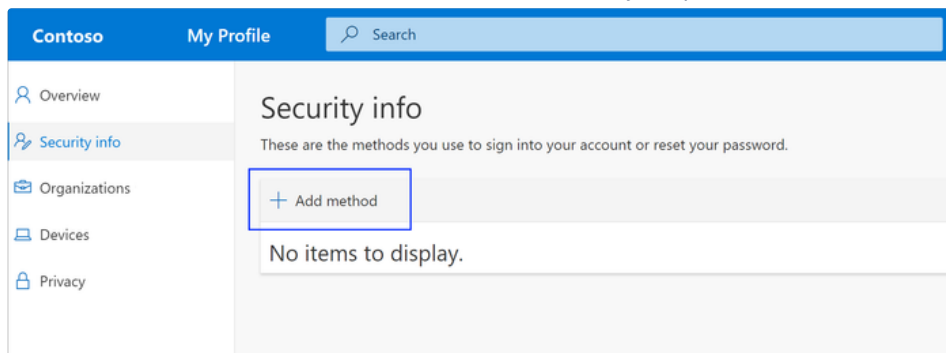 Contoso My Profile Search
Overview
Security info
Organizations
Devices
Privacy
Security info
These are the methods you use to sign into your account or reset your password.
+ Add method
No items to display.